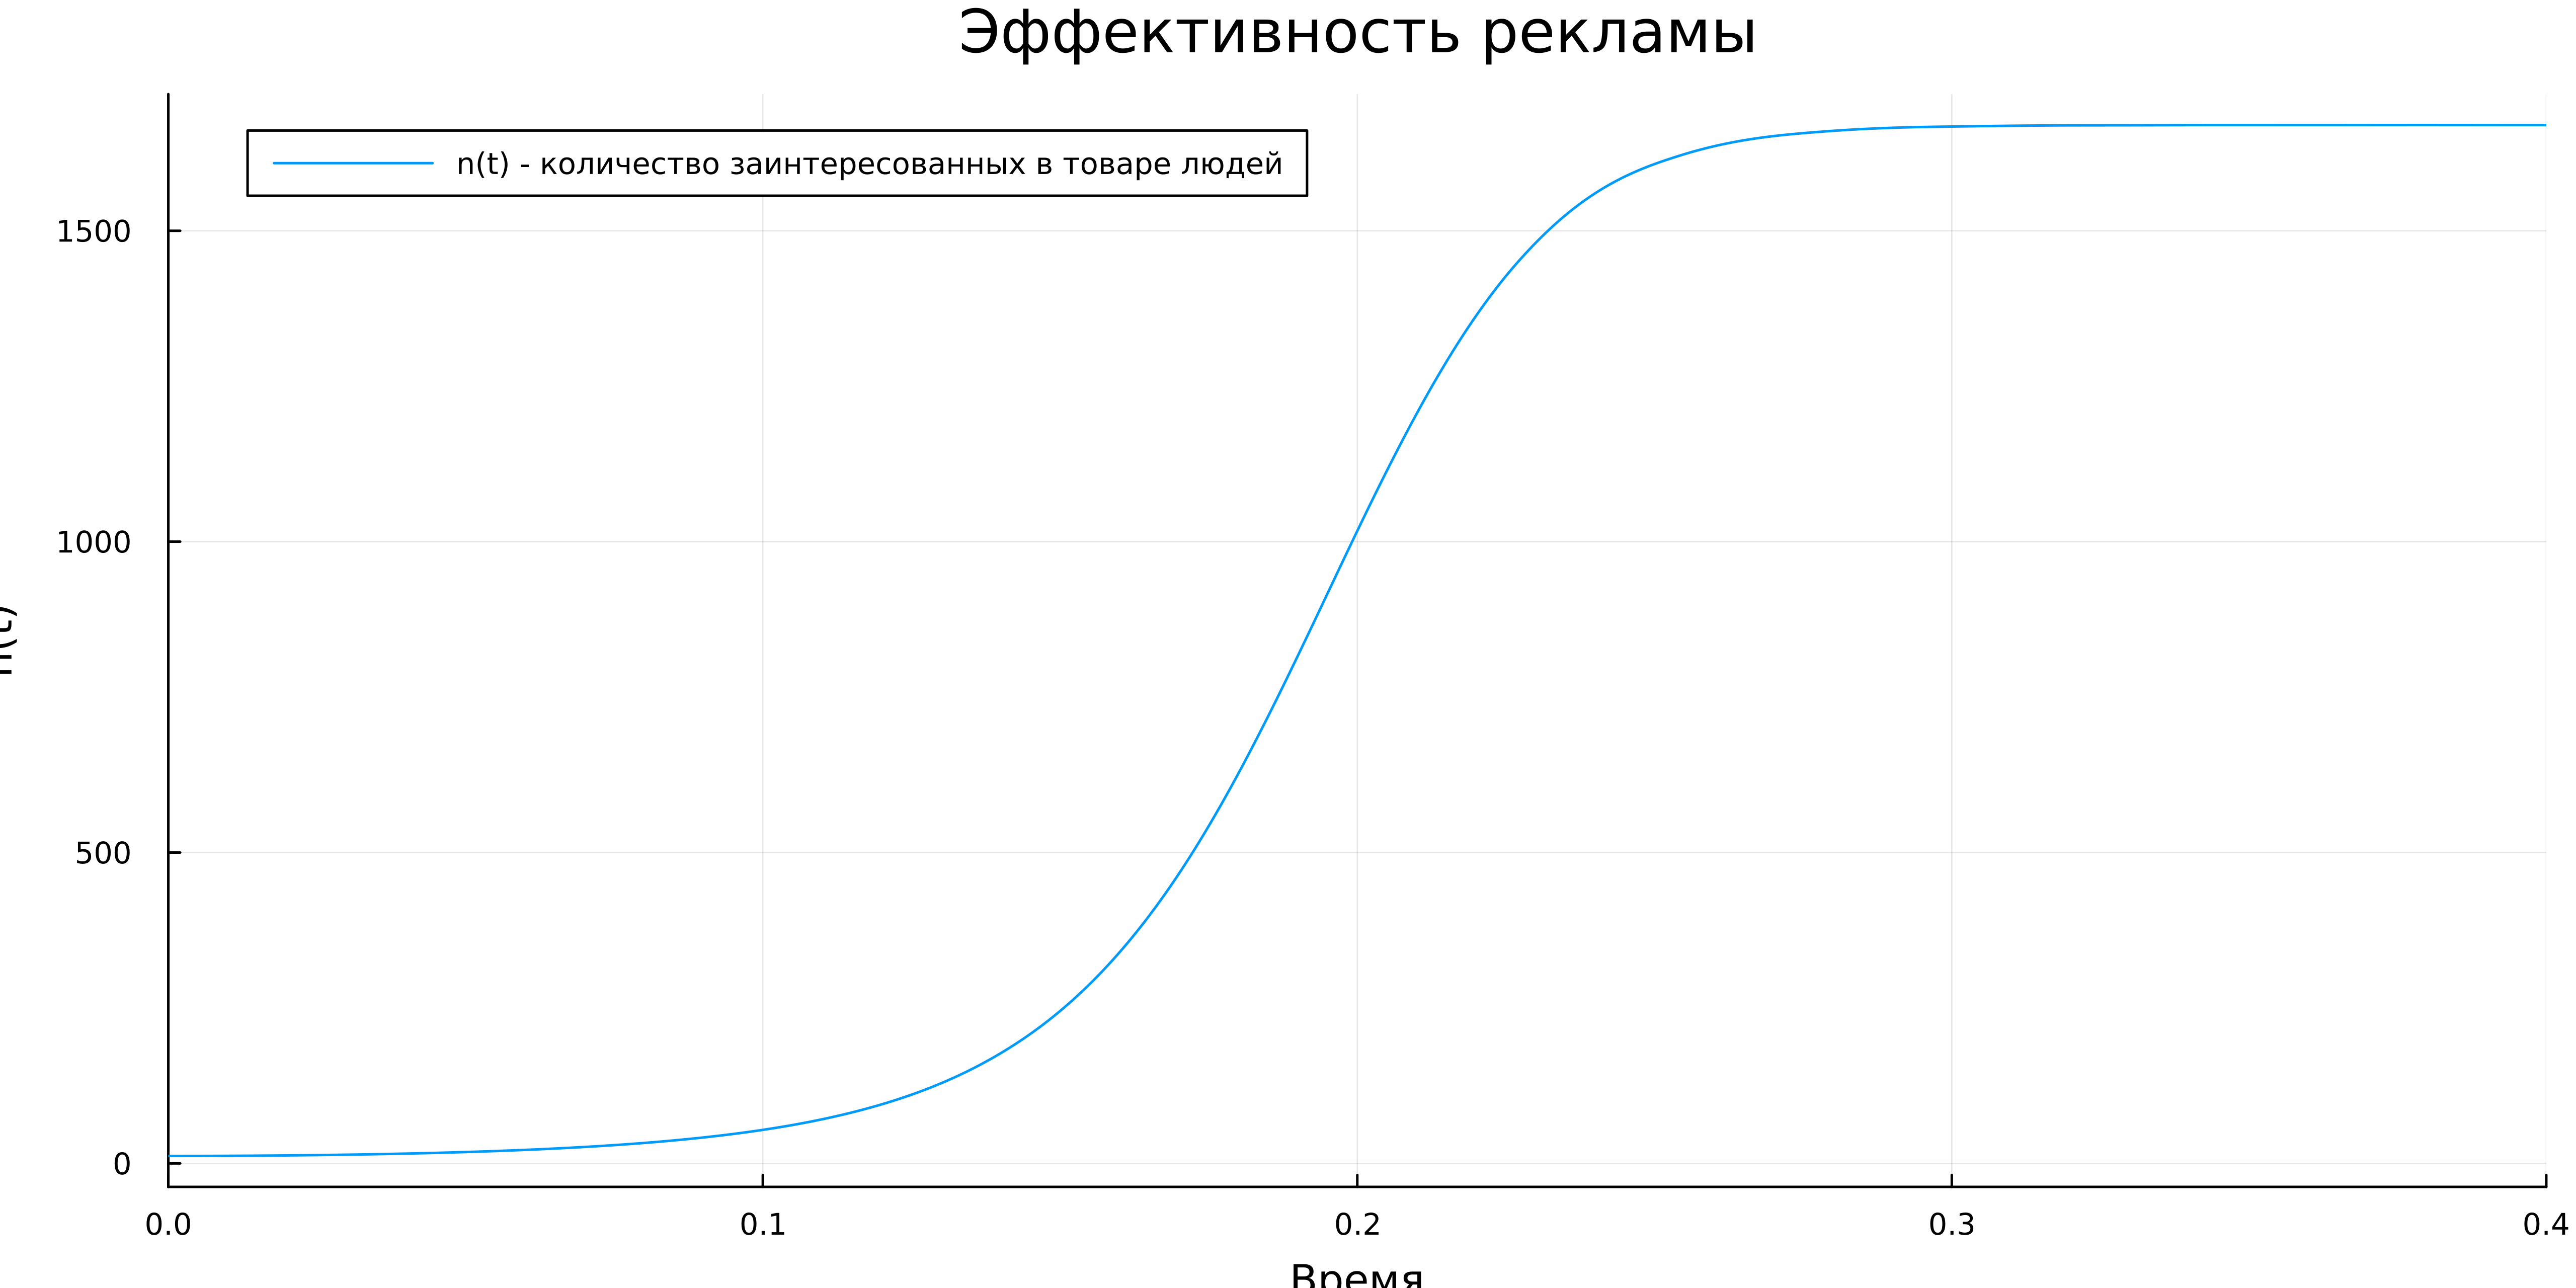 Эффективность рекламы
n(t) - количество заинтересованных в товаре людей
1500
1000
n(t)
500
0
0.0 0.1 0.2 0.3 0.4
Время